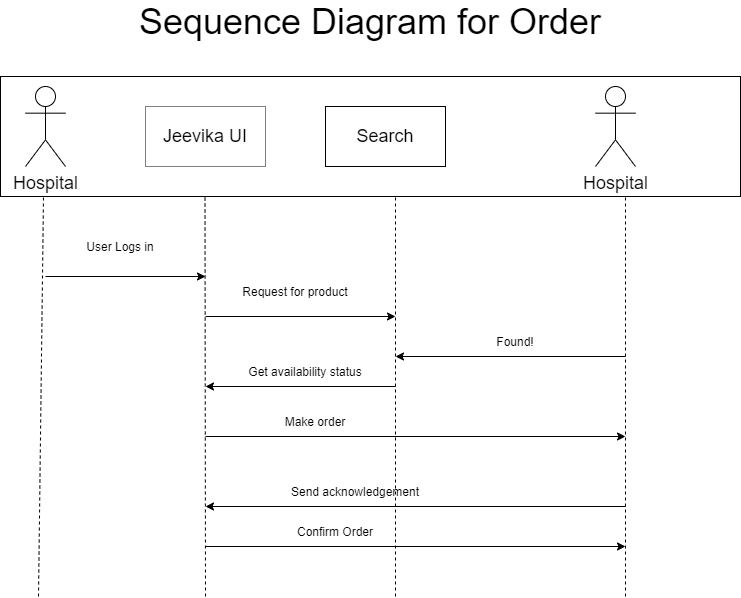 Sequence Diagram for Order
Jeevika UI
Search
Hospital
Hospital
User Logs in
Request for product
Found!
Get availability status
Make order
Send acknowledgement
Confirm Order